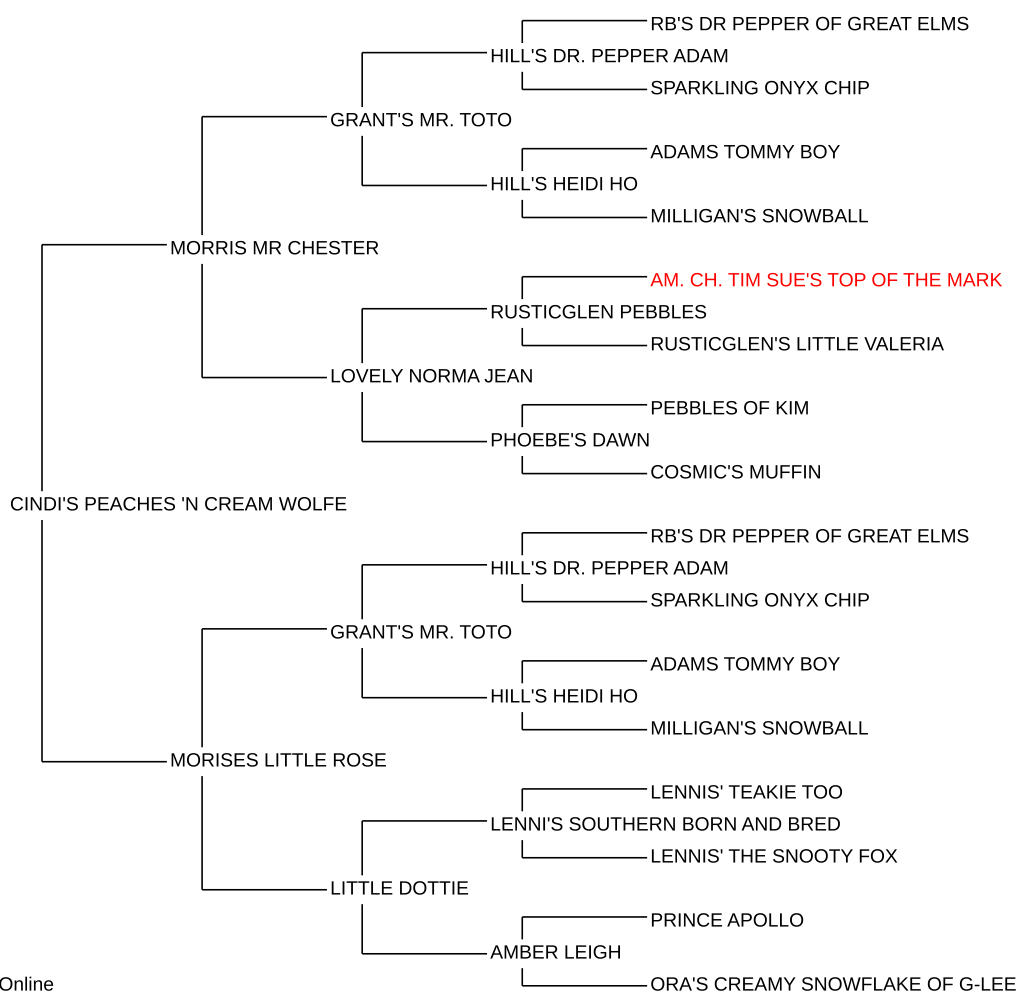 RB'S DR PEPPER OF GREAT ELMS
HILL'S DR. PEPPER ADAM
SPARKLING ONYX CHIP
GRANT'S MR. TOTO
ADAMS TOMMY BOY
HILL'S HEIDI HO
MILLIGAN'S SNOWBALL
MORRIS MR CHESTER
AM. CH. TIM SUE'S TOP OF THE MARK
RUSTICGLEN PEBBLES
RUSTICGLEN'S LITTLE VALERIA
LOVELY NORMA JEAN
PEBBLES OF KIM
PHOEBE'S DAWN
COSMIC'S MUFFIN
CINDI'S PEACHES 'N CREAM WOLFE
RB'S DR PEPPER OF GREAT ELMS
HILL'S DR. PEPPER ADAM
SPARKLING ONYX CHIP
GRANT'S MR. TOTO
ADAMS TOMMY BOY
HILL'S HEIDI HO
MILLIGAN'S SNOWBALL
MORISES LITTLE ROSE
LENNIS' TEAKIE TOO
LENNI'S SOUTHERN BORN AND BRED
LENNIS' THE SNOOTY FOX
LITTLE DOTTIE
PRINCE APOLLO
AMBER LEIGH
ORA'S CREAMY SNOWFLAKE OF G-LEE
Online